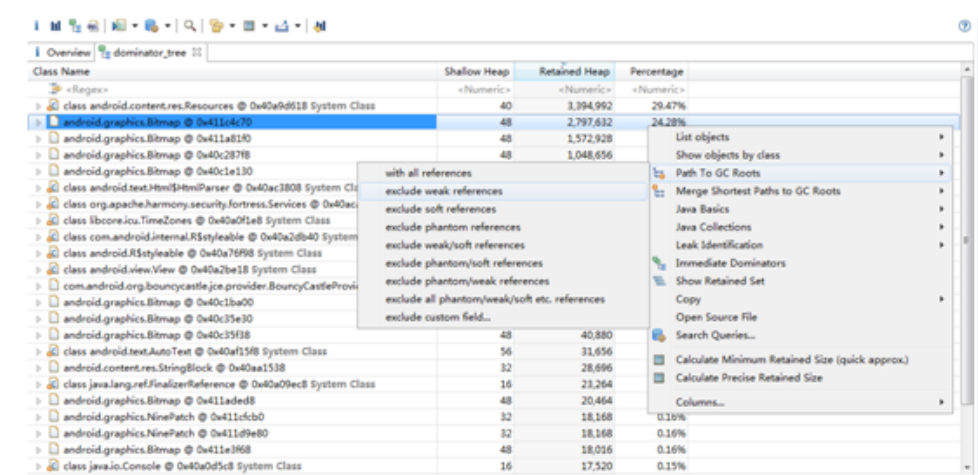 i Overview dominator_tree
Class Name Shallow Heap Retained Heap Percentage
<Regex> <Numeric> <Numeric> <Numeric>
class android.content.res.Resources @ 0x40a9d618 System Class 40 3,394,992 29.47%
android.graphics.Bitmap @ 0x411c4c70 48 2,797,632 24.28%
android.graphics.Bitmap @ 0x411a81f0 48 1,572,928
android.graphics.Bitmap @ 0x40c287f8 48 1,048,656
android.graphics.Bitmap @ 0x40c1e130
class android.text.Html$HtmlParser @ 0x40ac3808 System Cl
class org.apache.harmony.security.fortress.Services @ 0x40ac
class libcore.icu.TimeZones @ 0x40a0f1e8 System Class
class com.android.internal.R$styleable @ 0x40a2db40 System
class android.R$styleable @ 0x40a76f98 System Class
class android.view.View @ 0x40a2be18 System Class
com.android.org.bouncycastle.jce.provider.BouncyCastleProvi
android.graphics.Bitmap @ 0x40c1ba00
android.graphics.Bitmap @ 0x40c35e30
android.graphics.Bitmap @ 0x40c35f38 48 40,880
class android.text.AutoText @ 0x40af15f8 System Class 56 31,656
android.content.res.StringBlock @ 0x40aa1538 32 28,696
class java.lang.ref.FinalizerReference @ 0x40a09ec8 System Class 16 23,264
android.graphics.Bitmap @ 0x411aded8 48 20,464
android.graphics.NinePatch @ 0x411cfcb0 32 18,168 0.16%
android.graphics.NinePatch @ 0x411d9e80 32 18,168 0.16%
android.graphics.Bitmap @ 0x411e3f68 48 18,016 0.16%
class java.io.Console @ 0x40a0d5c8 System Class 16 17,520 0.15%
with all references
exclude weak references
exclude soft references
exclude phantom references
exclude weak/soft references
exclude phantom/soft references
exclude phantom/weak references
exclude all phantom/weak/soft etc. references
exclude custom field...
List objects
Show objects by class
Path To GC Roots
Merge Shortest Paths to GC Roots
Java Basics
Java Collections
Leak Identification
Immediate Dominators
Show Retained Set
Copy
Open Source File
Search Queries...
Calculate Minimum Retained Size (quick approx.)
Calculate Precise Retained Size
Columns...